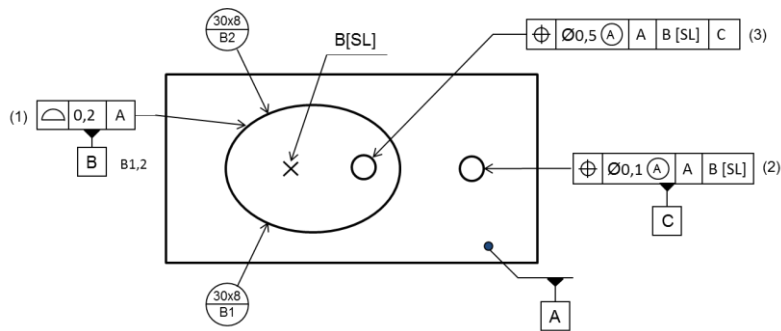 30x8
B2
B[SL]
⌖ Ø0,5 Ⓐ A B [SL] C (3)
(1) ⌓ 0,2 A
B B1,2
⌖ Ø0,1 Ⓐ A B [SL] (2)
C
30x8
B1
A